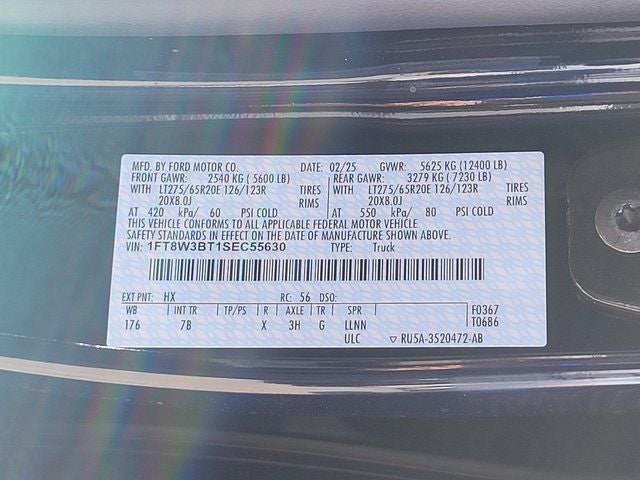 MFD. BY FORD MOTOR CO. DATE: 02/25 GVWR: 5625 KG (12400 LB)
FRONT GAWR: 2540 KG ( 5600 LB) REAR GAWR: 3279 KG ( 7230 LB)
WITH LT275/65R20E 126/123R TIRES WITH LT275/65R20E 126/123R TIRES
20X8.0J RIMS 20X8.0J RIMS
AT 420 kPa/ 60 PSI COLD AT 550 kPa/ 80 PSI COLD
THIS VEHICLE CONFORMS TO ALL APPLICABLE FEDERAL MOTOR VEHICLE
SAFETY STANDARDS IN EFFECT ON THE DATE OF MANUFACTURE SHOWN ABOVE.
VIN: 1FT8W3BT1SEC55630 TYPE: Truck
EXT PNT: HX RC: 56 DSO:
WB INT TR TP/PS R AXLE TR SPR F0367
176 7B X 3H G LLNN T0686
ULC ▽ RU5A-3520472-AB